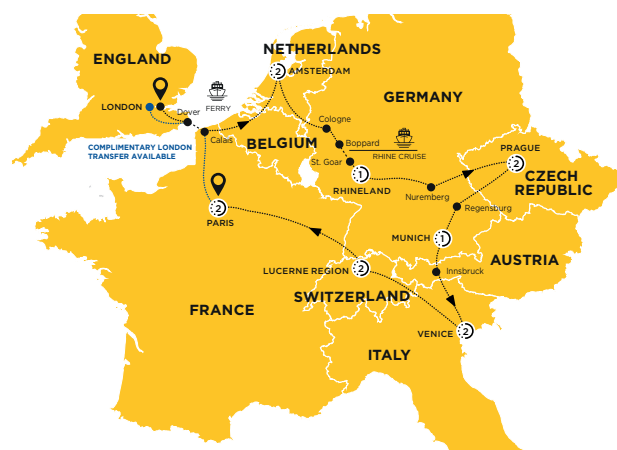 ENGLAND
NETHERLANDS
2
AMSTERDAM
LONDON
Dover
FERRY
GERMANY
COMPLIMENTARY LONDON
TRANSFER AVAILABLE
Calais
Cologne
BELGIUM
Boppard
RHINE CRUISE
St. Goar
1
RHINELAND
PRAGUE
2
CZECH
REPUBLIC
Nuremberg
Regensburg
2
PARIS
MUNICH
1
AUSTRIA
LUCERNE REGION
2
Innsbruck
SWITZERLAND
FRANCE
VENICE
2
ITALY